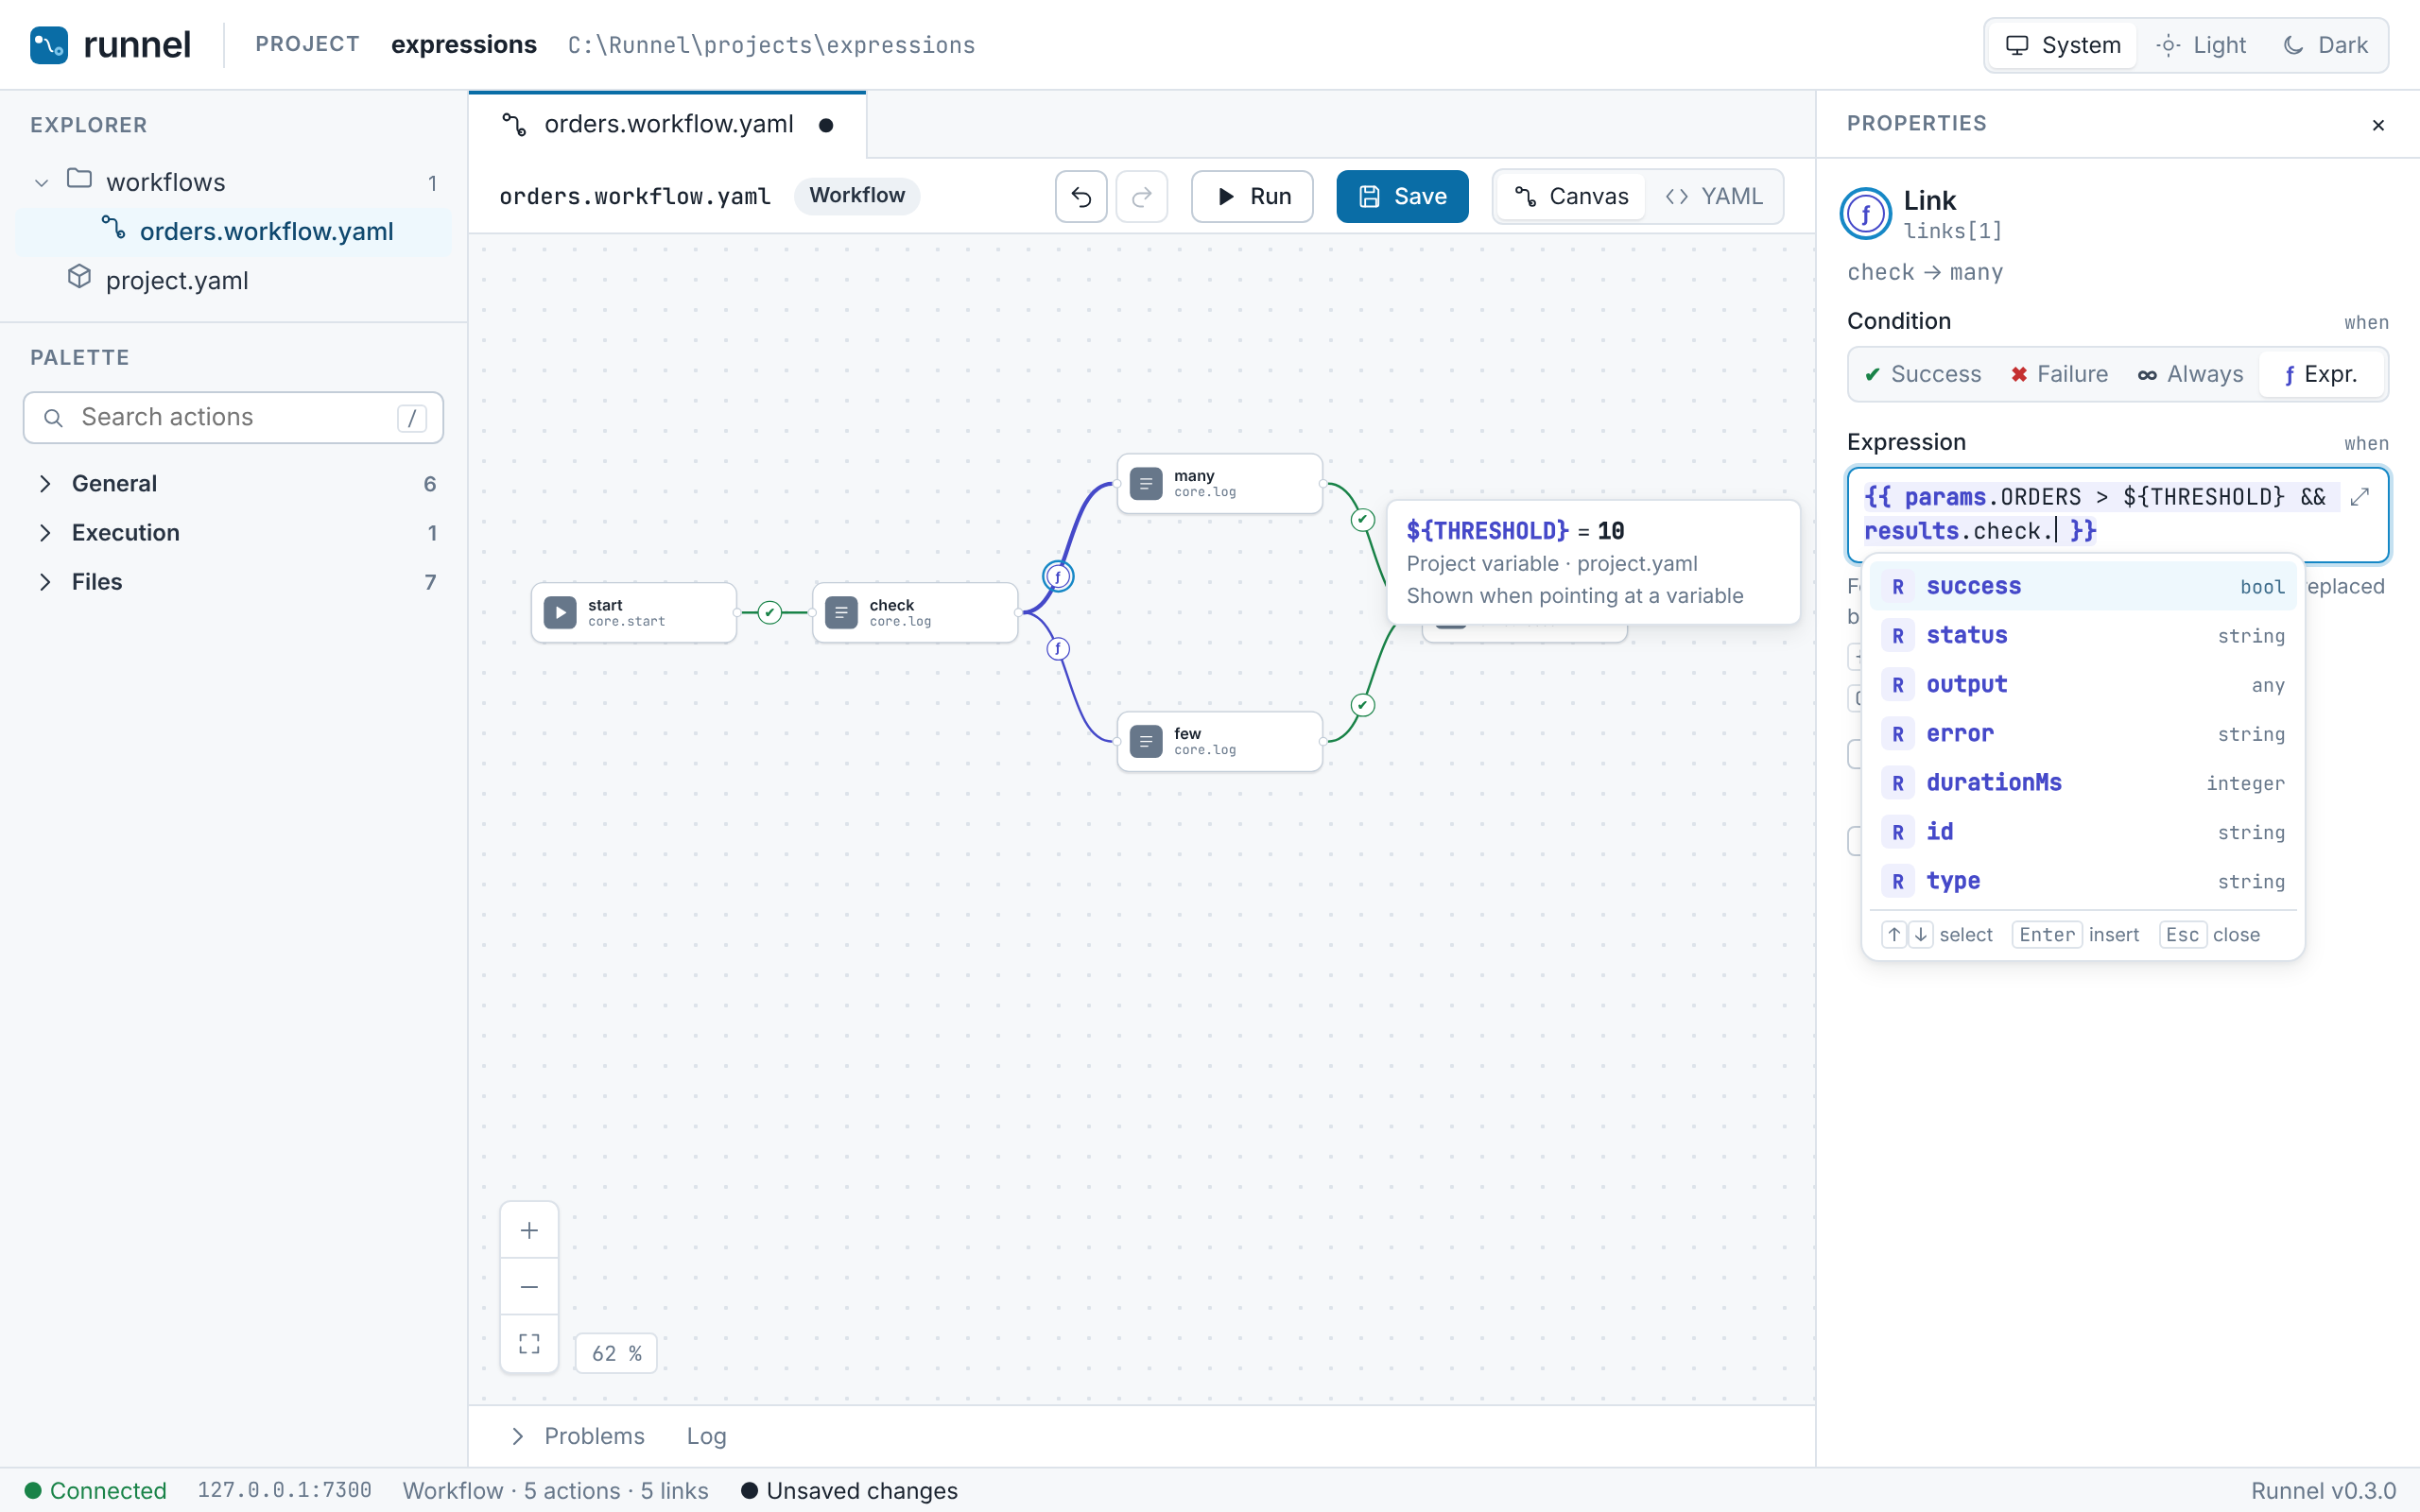 runnel PROJECT expressions C:\Runnel\projects\expressions System Light Dark
EXPLORER
workflows 1
orders.workflow.yaml
project.yaml
PALETTE
Search actions /
General 6
Execution 1
Files 7
orders.workflow.yaml
orders.workflow.yaml Workflow Run Save Canvas YAML
start
core.start
check
core.log
many
core.log
few
core.log
${THRESHOLD} = 10
Project variable · project.yaml
Shown when pointing at a variable
62 %
Problems Log
PROPERTIES
Link
links[1]
check → many
Condition when
Success Failure Always Expr.
Expression when
{{ params.ORDERS > ${THRESHOLD} &&
results.check. }}
eplaced
b
R success bool
R status string
R output any
R error string
R durationMs integer
R id string
R type string
↑ ↓ select Enter insert Esc close
Connected 127.0.0.1:7300 Workflow · 5 actions · 5 links Unsaved changes Runnel v0.3.0